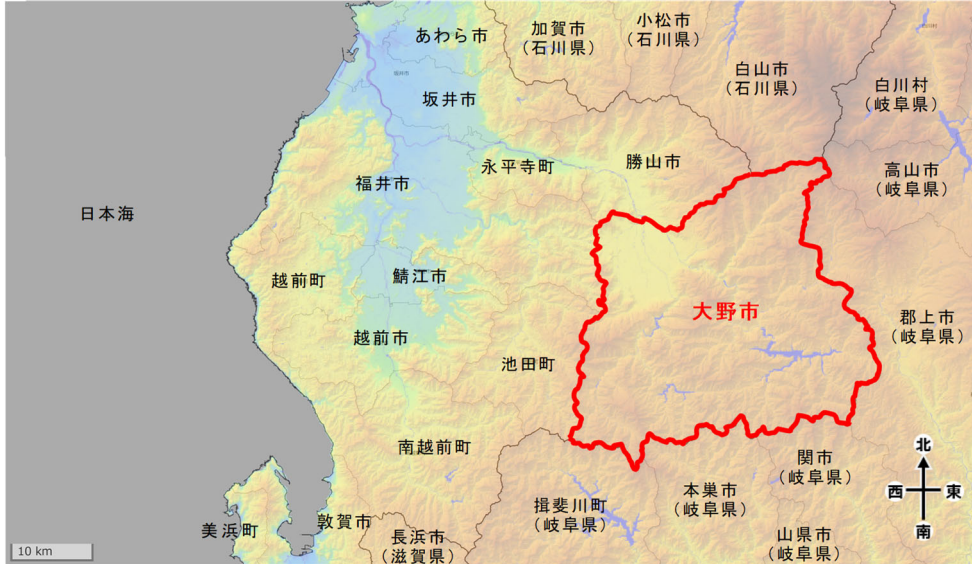 あわら市
加賀市
（石川県）
小松市
（石川県）
白山市
（石川県）
白川村
（岐阜県）
坂井市
永平寺町
勝山市
高山市
（岐阜県）
福井市
日本海
越前町
鯖江市
大野市
越前市
郡上市
（岐阜県）
池田町
南越前町
関市
（岐阜県）
北
西
東
南
揖斐川町
（岐阜県）
本巣市
（岐阜県）
美浜町
敦賀市
長浜市
（滋賀県）
山県市
（岐阜県）
10 km